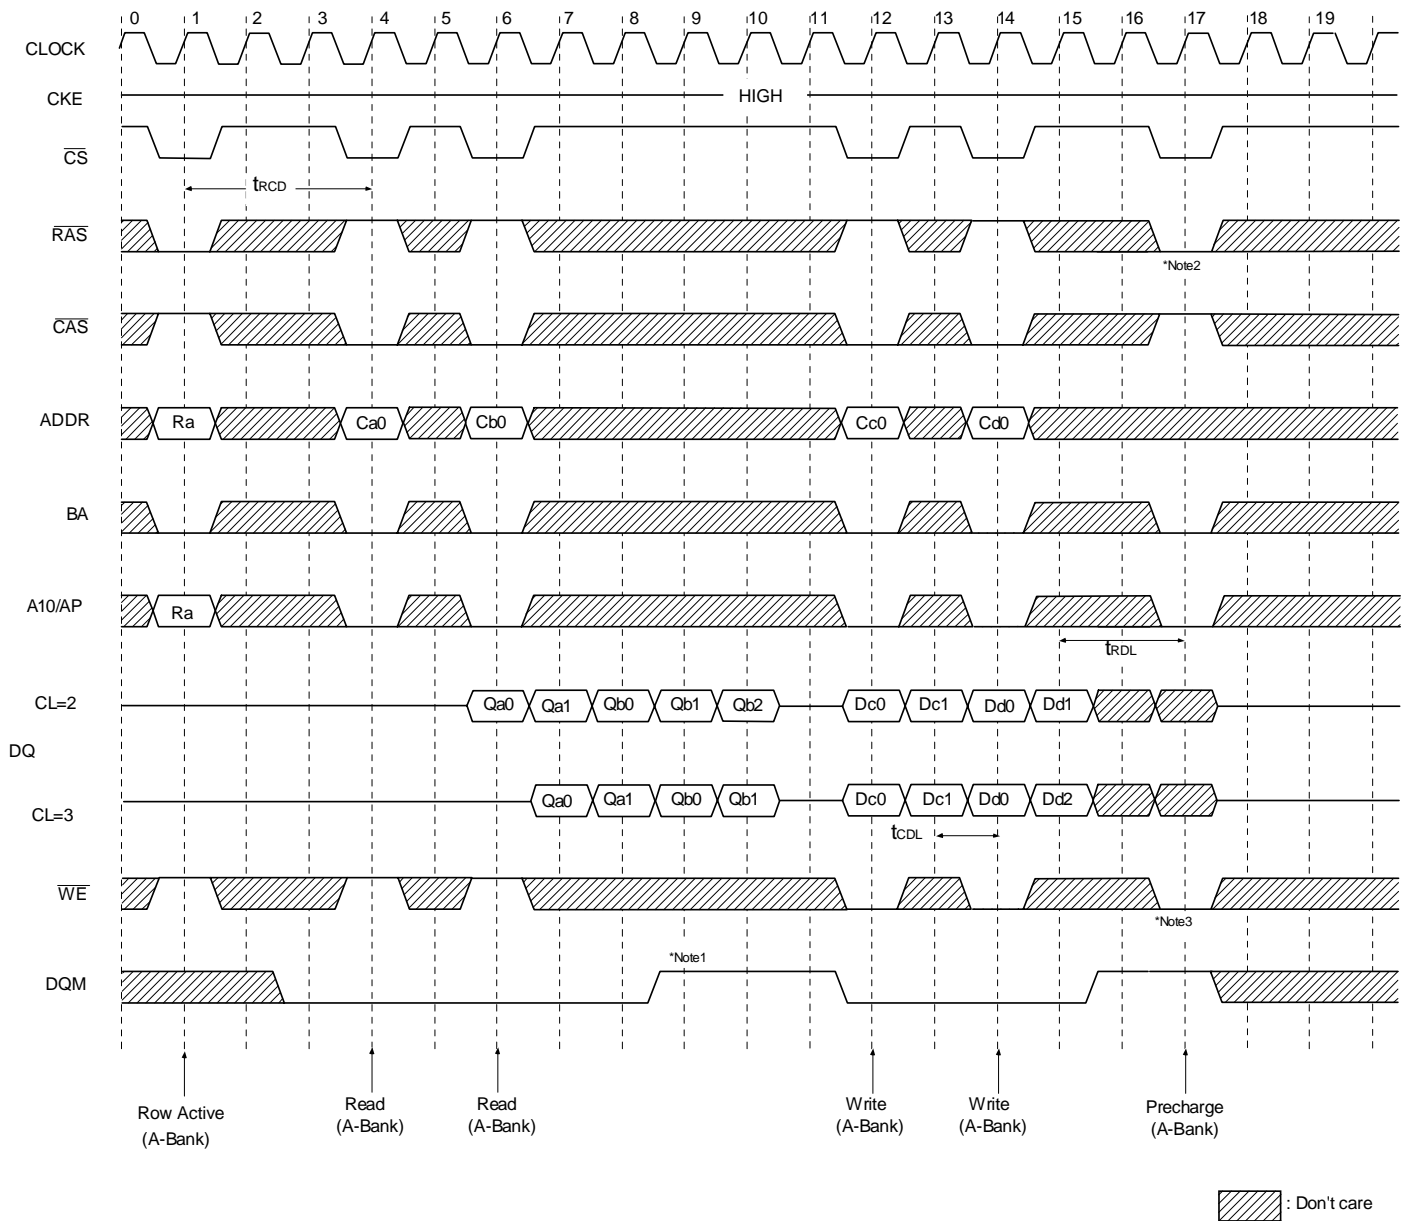 0 1 2 3 4 5 6 7 8 9 10 11 12 13 14 15 16 17 18 19
CLOCK
CKE HIGH
CS
tRCD
RAS
*Note2
CAS
ADDR Ra Ca0 Cb0 Cc0 Cd0
BA
A10/AP Ra
tRDL
CL=2 Qa0 Qa1 Qb0 Qb1 Qb2 Dc0 Dc1 Dd0 Dd1
DQ
CL=3 Qa0 Qa1 Qb0 Qb1 Dc0 Dc1 Dd0 Dd2
tCDL
WE
*Note3
*Note1
DQM
Row Active
(A-Bank)
Read
(A-Bank)
Read
(A-Bank)
Write
(A-Bank)
Write
(A-Bank)
Precharge
(A-Bank)
: Don't care